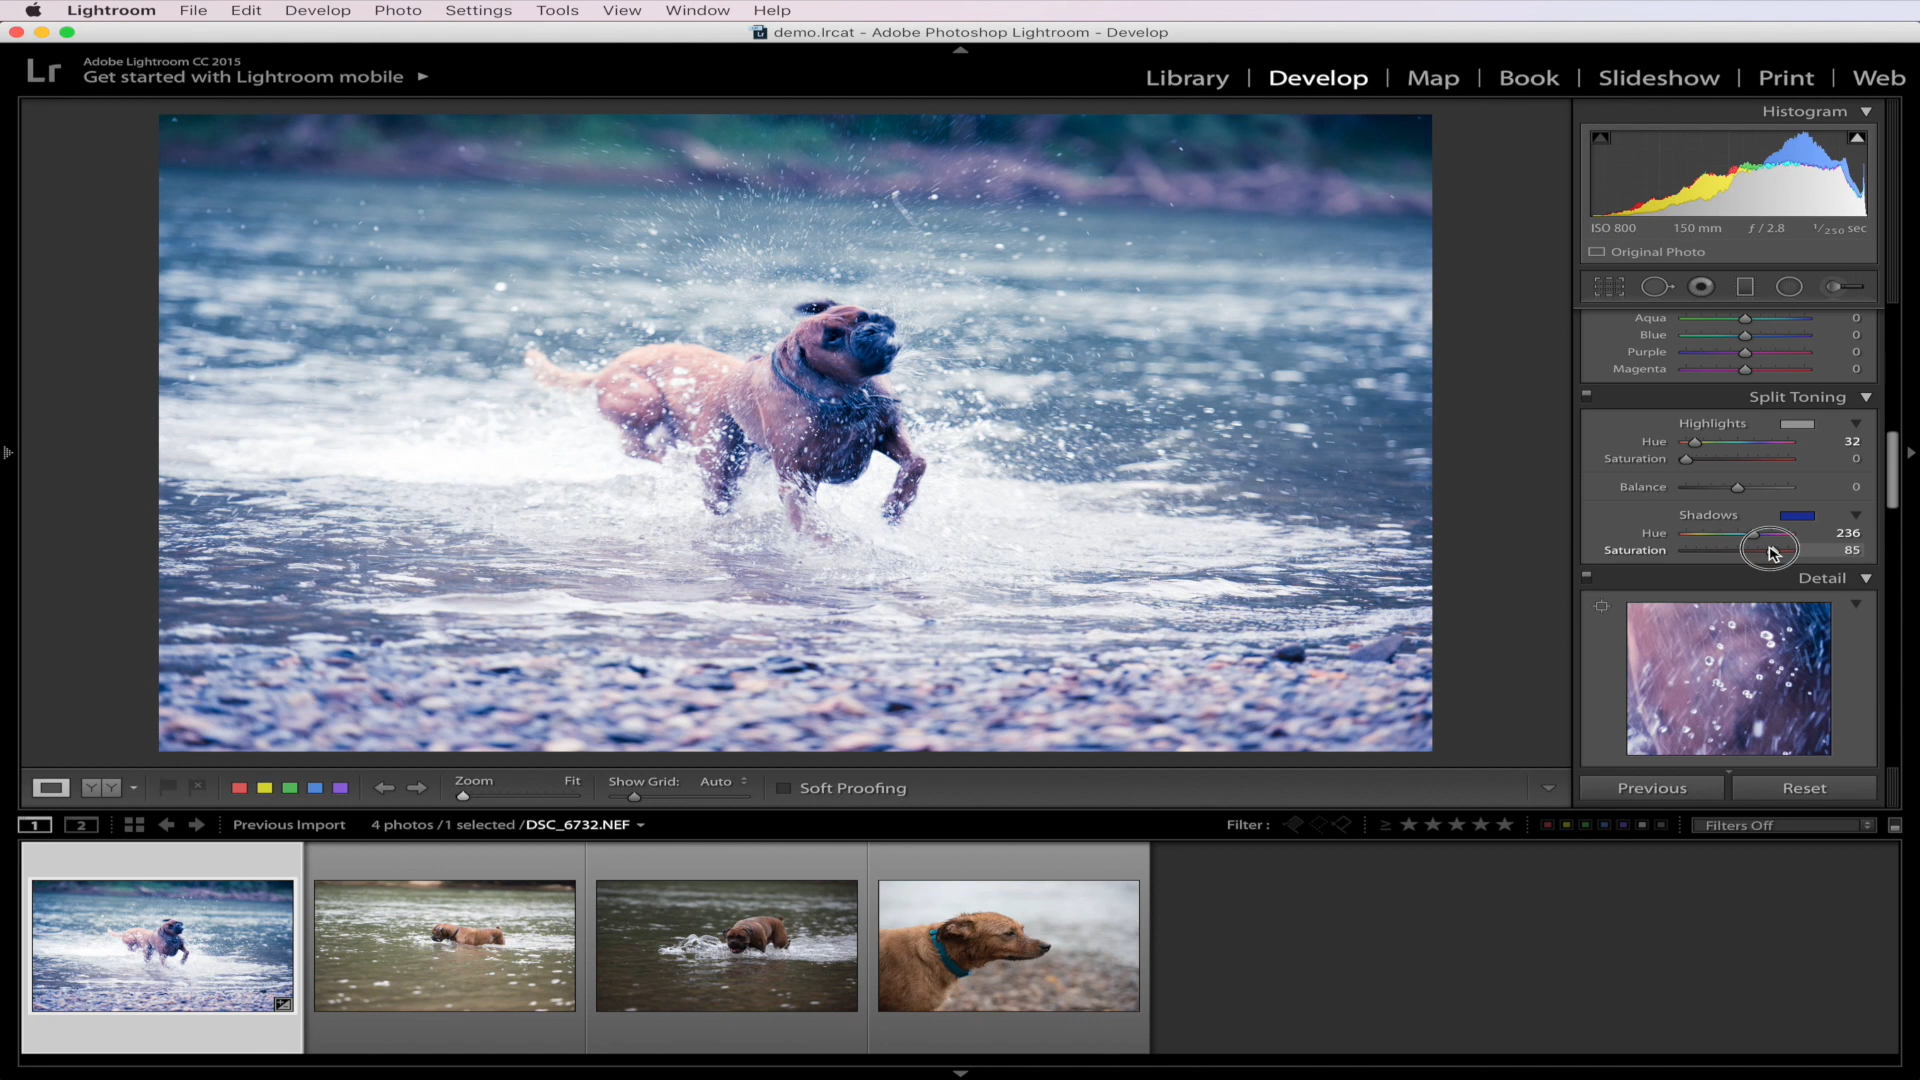 Lightroom File Edit Develop Photo Settings Tools View Window Help
demo.lrcat - Adobe Photoshop Lightroom - Develop
Lr
Adobe Lightroom CC 2015
Get started with Lightroom mobile
Library | Develop | Map | Book | Slideshow | Print | Web
Histogram
ISO 800 150 mm ƒ / 2.8 1/250 sec
Original Photo
Aqua 0
Blue 0
Purple 0
Magenta 0
Split Toning
Highlights
Hue 32
Saturation 0
Balance 0
Shadows
Hue 236
Saturation 85
Detail
Y Y Zoom Fit Show Grid: Auto Soft Proofing
Previous Reset
1 2 Previous Import 4 photos /1 selected /DSC_6732.NEF Filter : ≥ Filters Off